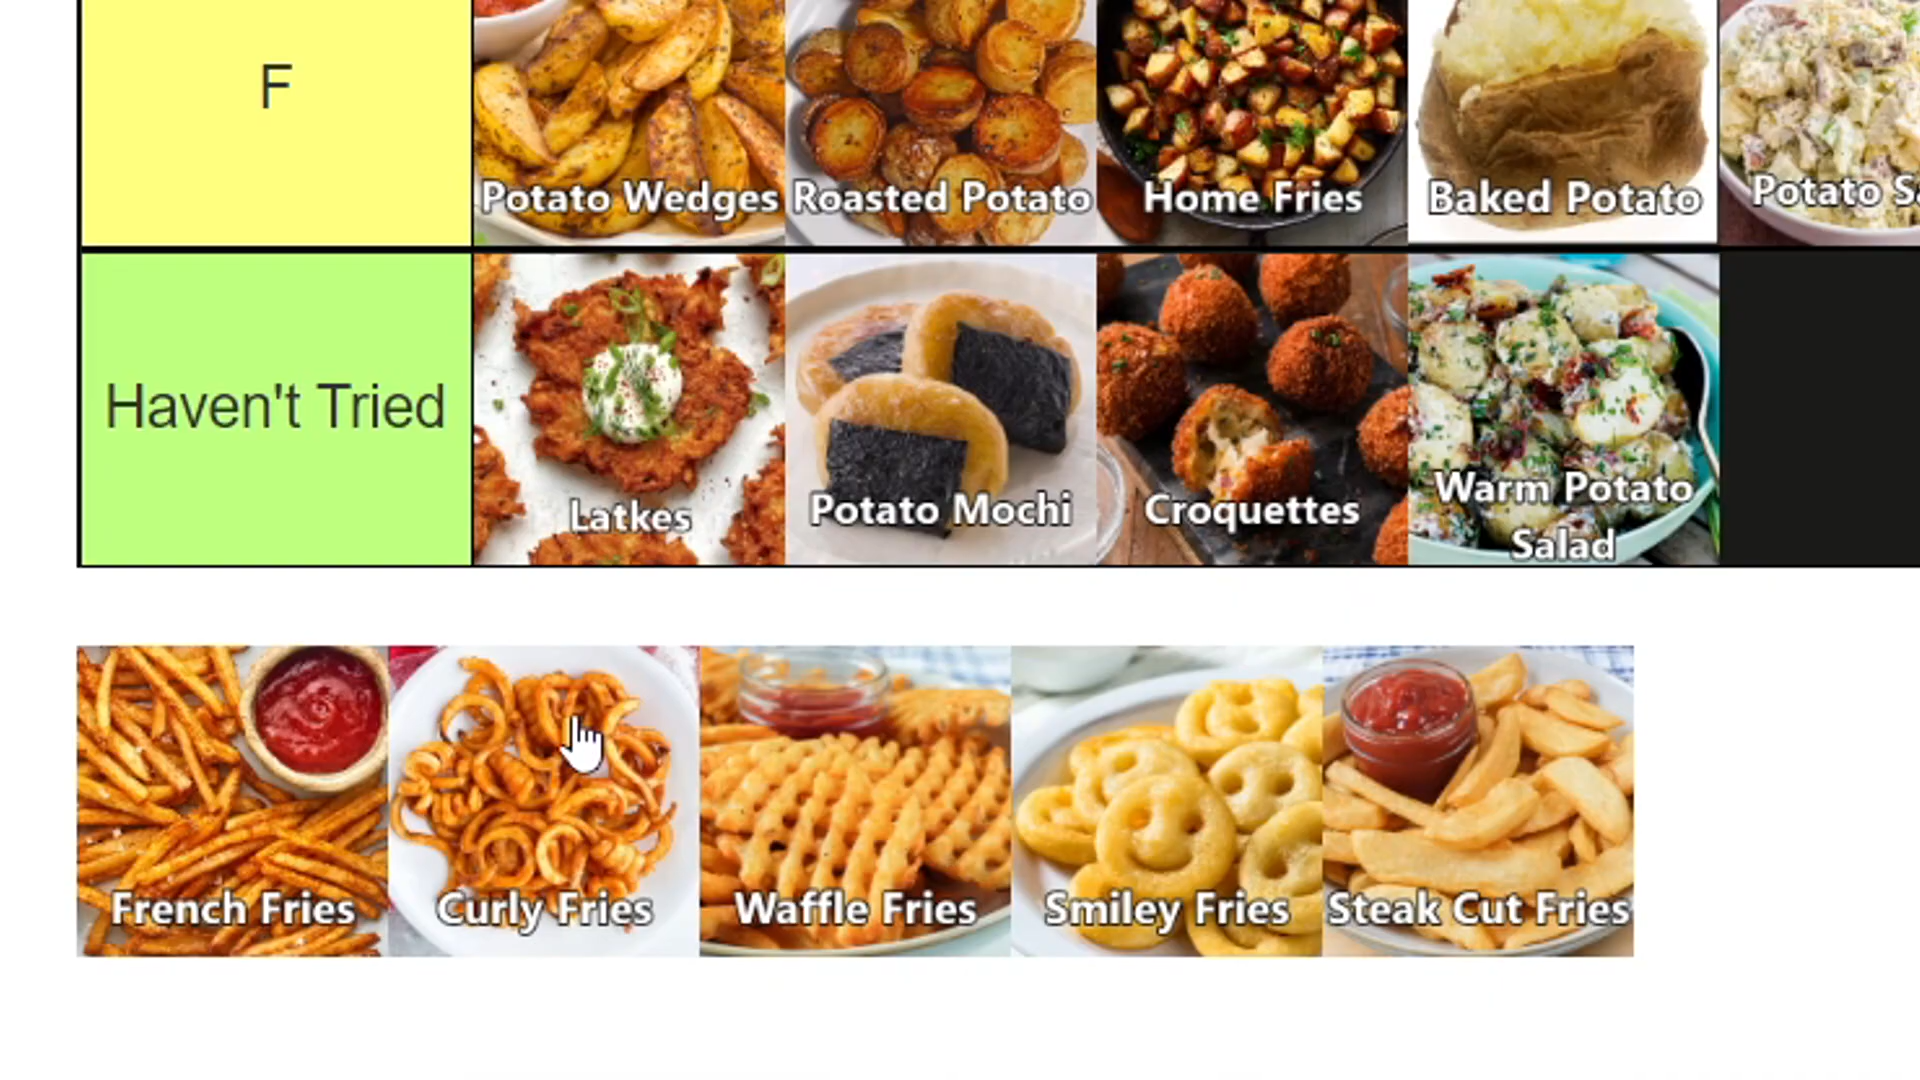 F
Potato Wedges
Roasted Potato
Home Fries
Baked Potato
Potato
Haven't Tried
Latkes
Potato Mochi
Croquettes
Warm Potato
Salad
French Fries
Curly Fries
Waffle Fries
Smiley Fries
Steak Cut Fries